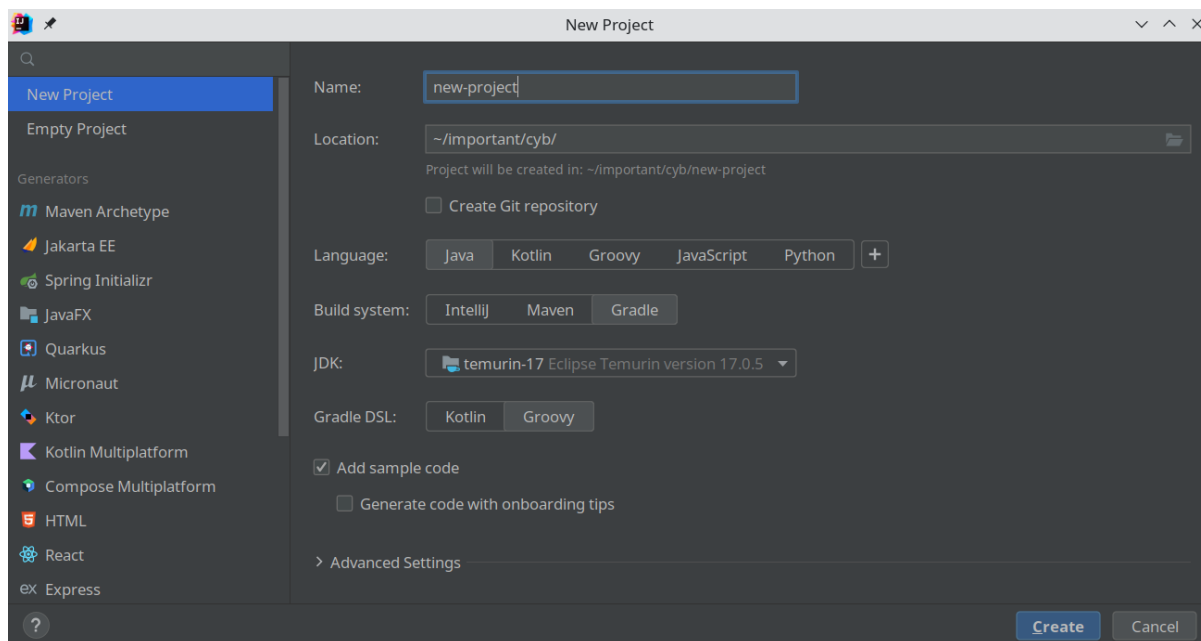 New Project
New Project
Empty Project
Generators
Maven Archetype
Jakarta EE
Spring Initializr
JavaFX
Quarkus
Micronaut
Ktor
Kotlin Multiplatform
Compose Multiplatform
HTML
React
ex Express
?
Name: new-project
Location: ~/important/cyb/
Project will be created in: ~/important/cyb/new-project
Create Git repository
Language: Java Kotlin Groovy JavaScript Python +
Build system: IntelliJ Maven Gradle
JDK: temurin-17 Eclipse Temurin version 17.0.5
Gradle DSL: Kotlin Groovy
Add sample code
Generate code with onboarding tips
Advanced Settings
Create Cancel